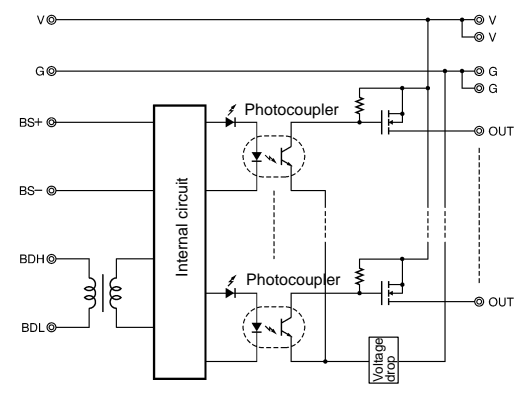 V
V
V
G
G
G
BS+
Photocoupler
OUT
BS−
Internal circuit
BDH
Photocoupler
OUT
BDL
Voltage
drop